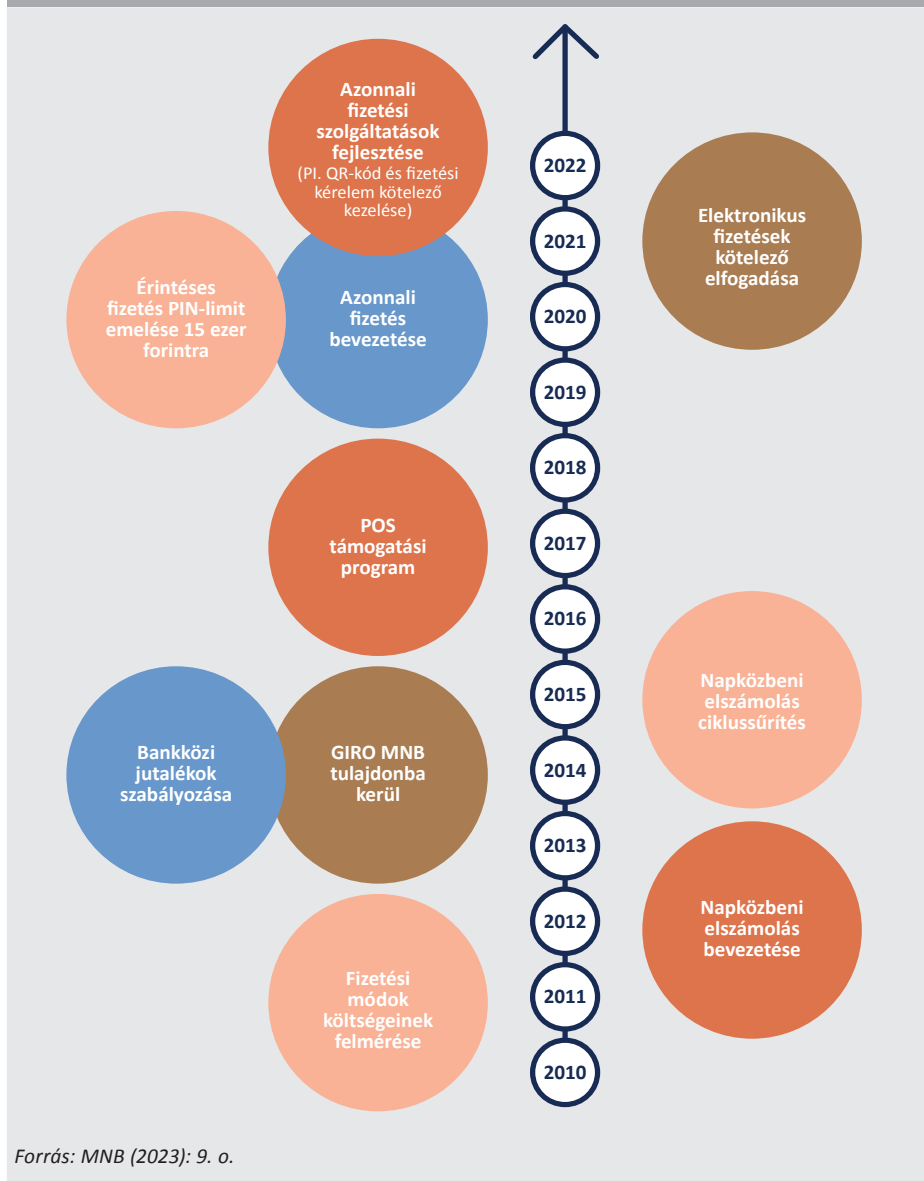 Azonnali
fizetési
szolgáltatások
fejlesztése
(PI. QR-kód és fizetési
kérelem kötelező
kezelése)
2022
Elektronikus
fizetések
kötelező
elfogadása
2021
Érintéses
fizetés PIN-limit
emelése 15 ezer
forintra
Azonnali
fizetés
bevezetése
2020
2019
2018
POS
támogatási
program
2017
2016
Napközbeni
elszámolás
ciklussűrítés
2015
Bankközi
jutalékok
szabályozása
GIRO MNB
tulajdonba
kerül
2014
2013
Napközbeni
elszámolás
bevezetése
2012
Fizetési
módok
költségeinek
felmérése
2011
2010
Forrás: MNB (2023): 9. o.